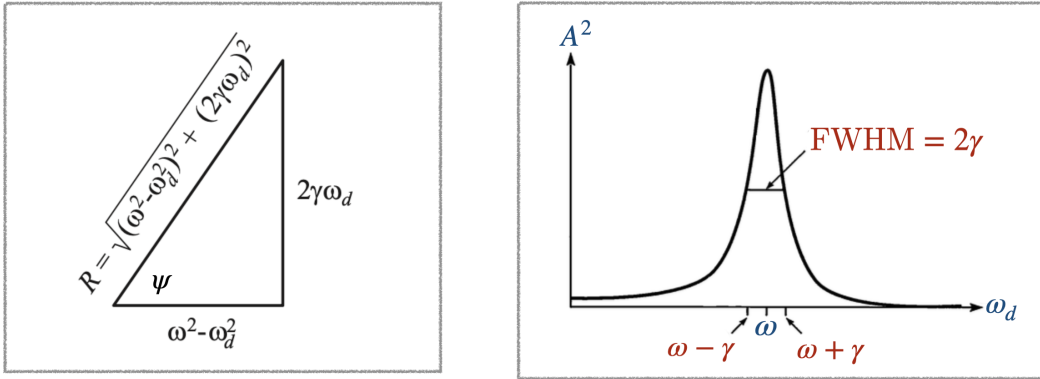 R = √(ω²-ω_d²)² + (2γω_d)²
2γω_d
ψ
ω²-ω_d²
A²
FWHM = 2γ
ω_d
ω
ω − γ
ω + γ